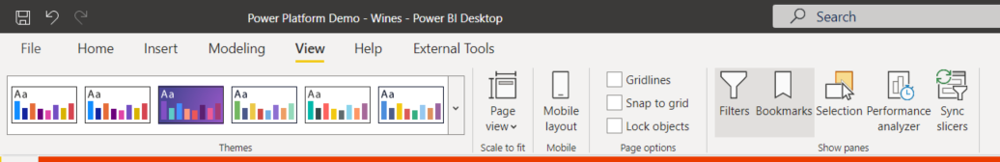 Power Platform Demo - Wines - Power BI Desktop
Search
File Home Insert Modeling View Help External Tools
Aa Aa Aa Aa Aa Aa
Page view
Mobile layout
Gridlines
Snap to grid
Lock objects
Filters
Bookmarks
Selection
Performance analyzer
Sync slicers
Themes
Scale to fit
Mobile
Page options
Show panes